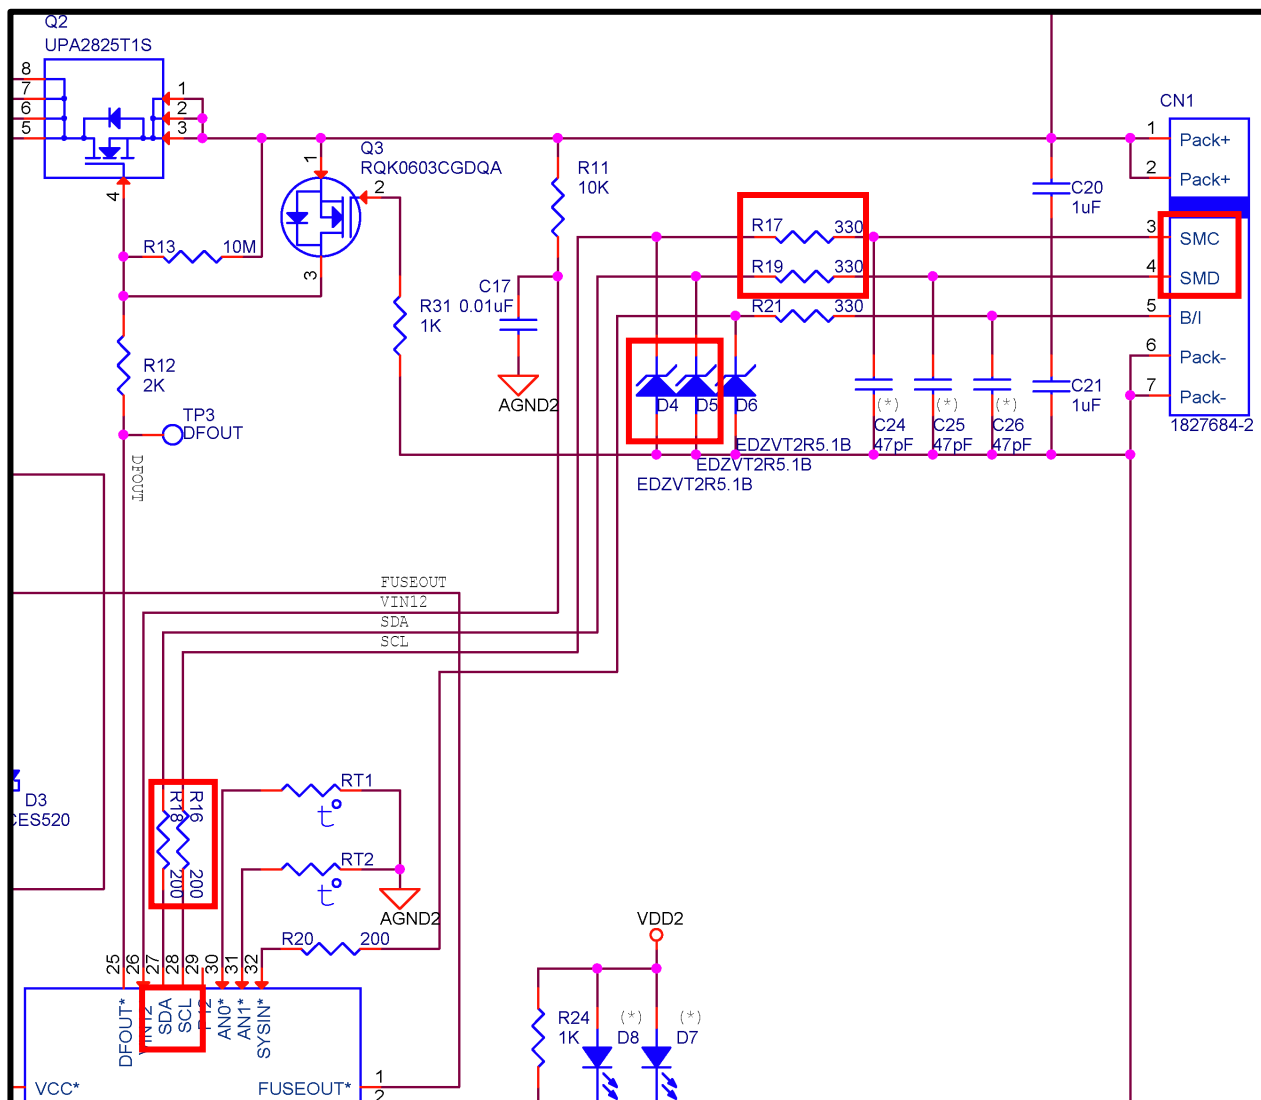 Q2
UPA2825T1S
8
7
6
5
1
2
3
4
Q3
RQK0603CGDQA
1
2
3
R13
10M
R31
1K
R11
10K
C17
0.01uF
AGND2
R12
2K
TP3
DFOUT
DFOUT
R17
330
R19
330
R21
330
D4
D5
D6
EDZVT2R5.1B
EDZVT2R5.1B
EDZVT2R5.1B
(*)
C24
47pF
(*)
C25
47pF
(*)
C26
47pF
C20
1uF
C21
1uF
CN1
1
Pack+
2
Pack+
3
SMC
4
SMD
5
B/I
6
Pack-
7
Pack-
1827684-2
FUSEOUT
VIN12
SDA
SCL
D3
CES520
R18
200
R16
200
RT1
t°
RT2
t°
AGND2
R20
200
25
26
27
28
29
30
31
32
DFOUT*
VIN12
SDA
SCL
AN0*
AN1*
SYSIN*
VCC*
FUSEOUT*
1
2
VDD2
R24
1K
(*)
D8
(*)
D7